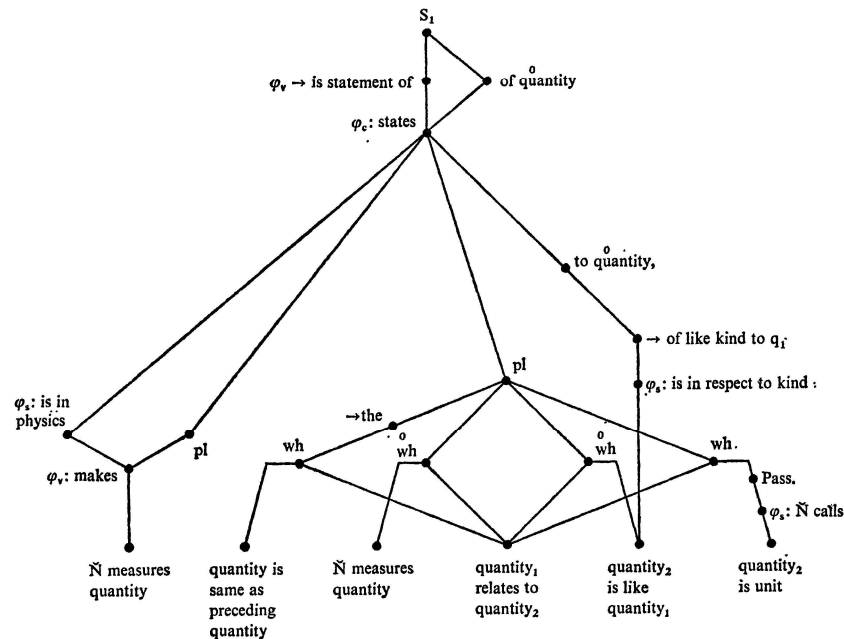 S₁
φᵥ → is statement of
o
of quantity
φ_c: states
o
to quantity,
→ of like kind to q₁
pl
φₛ: is in respect to kind :
φₛ: is in
physics
→the
pl
wh
o
wh
o
wh
wh.
φᵥ: makes
Pass.
φₛ: N̆ calls
N̆ measures
quantity
quantity is
same as
preceding
quantity
N̆ measures
quantity
quantity₁
relates to
quantity₂
quantity₂
is like
quantity₁
quantity₂
is unit